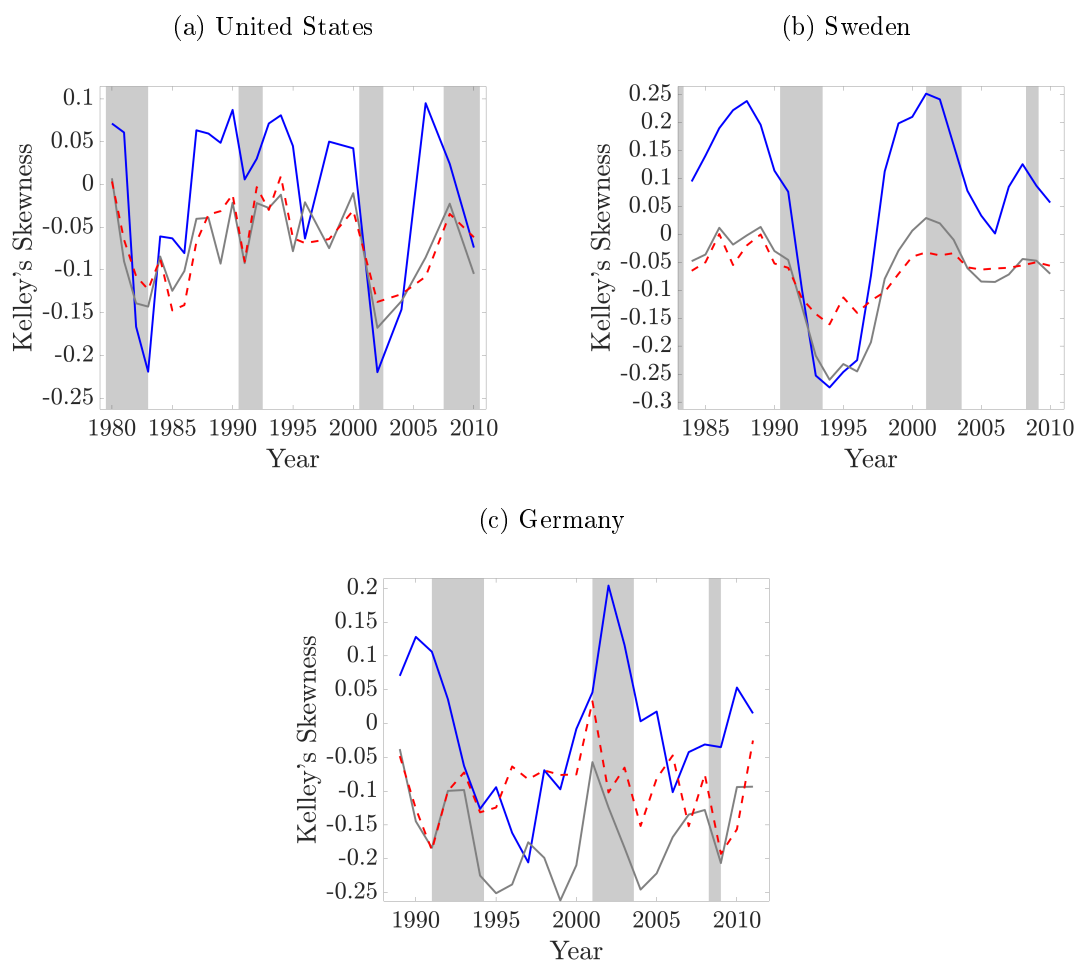 (a) United States
Kelley's Skewness
0.1
0.05
0
-0.05
-0.1
-0.15
-0.2
-0.25
1980 1985 1990 1995 2000 2005 2010
Year
(b) Sweden
Kelley's Skewness
0.25
0.2
0.15
0.1
0.05
0
-0.05
-0.1
-0.15
-0.2
-0.25
-0.3
1985 1990 1995 2000 2005 2010
Year
(c) Germany
Kelley's Skewness
0.2
0.15
0.1
0.05
0
-0.05
-0.1
-0.15
-0.2
-0.25
1990 1995 2000 2005 2010
Year